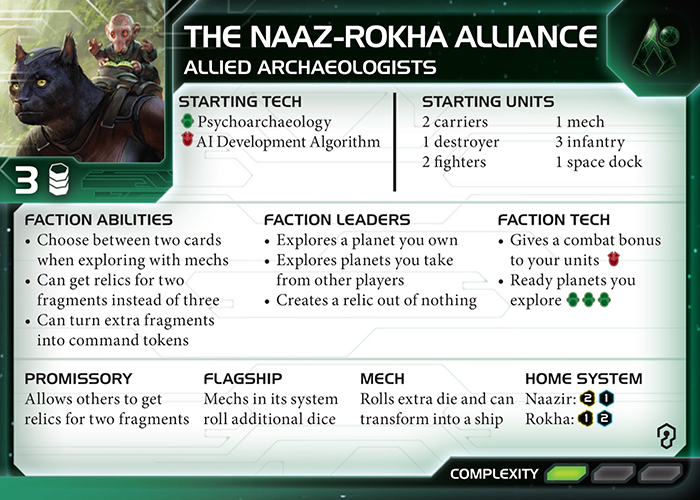 THE NAAZ-ROKHA ALLIANCE
ALLIED ARCHAEOLOGISTS
3
STARTING TECH
Psychoarchaeology
AI Development Algorithm
STARTING UNITS
2 carriers
1 destroyer
2 fighters
1 mech
3 infantry
1 space dock
FACTION ABILITIES
• Choose between two cards
when exploring with mechs
• Can get relics for two
fragments instead of three
• Can turn extra fragments
into command tokens
FACTION LEADERS
• Explores a planet you own
• Explores planets you take
from other players
• Creates a relic out of nothing
FACTION TECH
• Gives a combat bonus
to your units
• Ready planets you
explore
PROMISSORY
Allows others to get
relics for two fragments
FLAGSHIP
Mechs in its system
roll additional dice
MECH
Rolls extra die and can
transform into a ship
HOME SYSTEM
Naazir: 2 1
Rokha: 1 2
COMPLEXITY